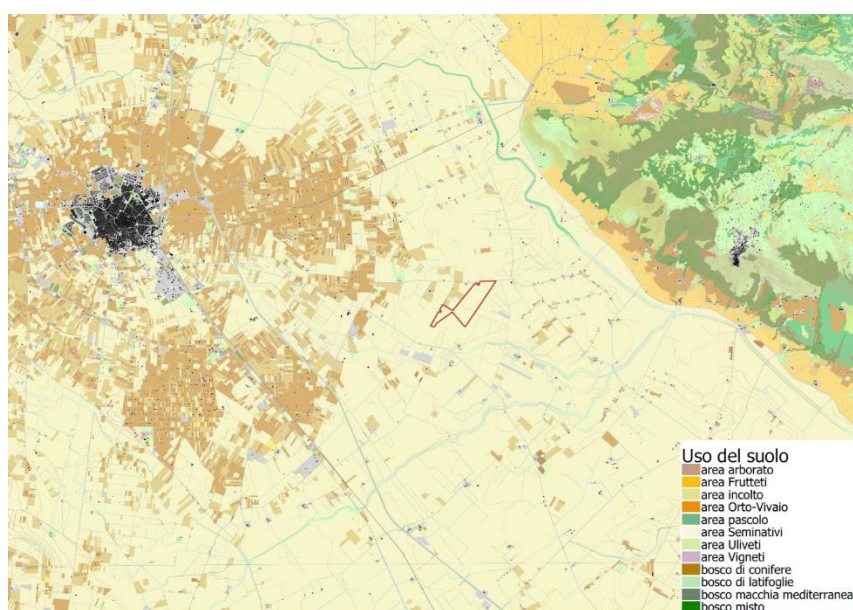 Uso del suolo
area arborato
area Frutteti
area incolto
area Orto-Vivaio
area pascolo
area Seminativi
area Uliveti
area Vigneti
bosco di conifere
bosco di latifoglie
bosco macchia mediterranea
bosco misto